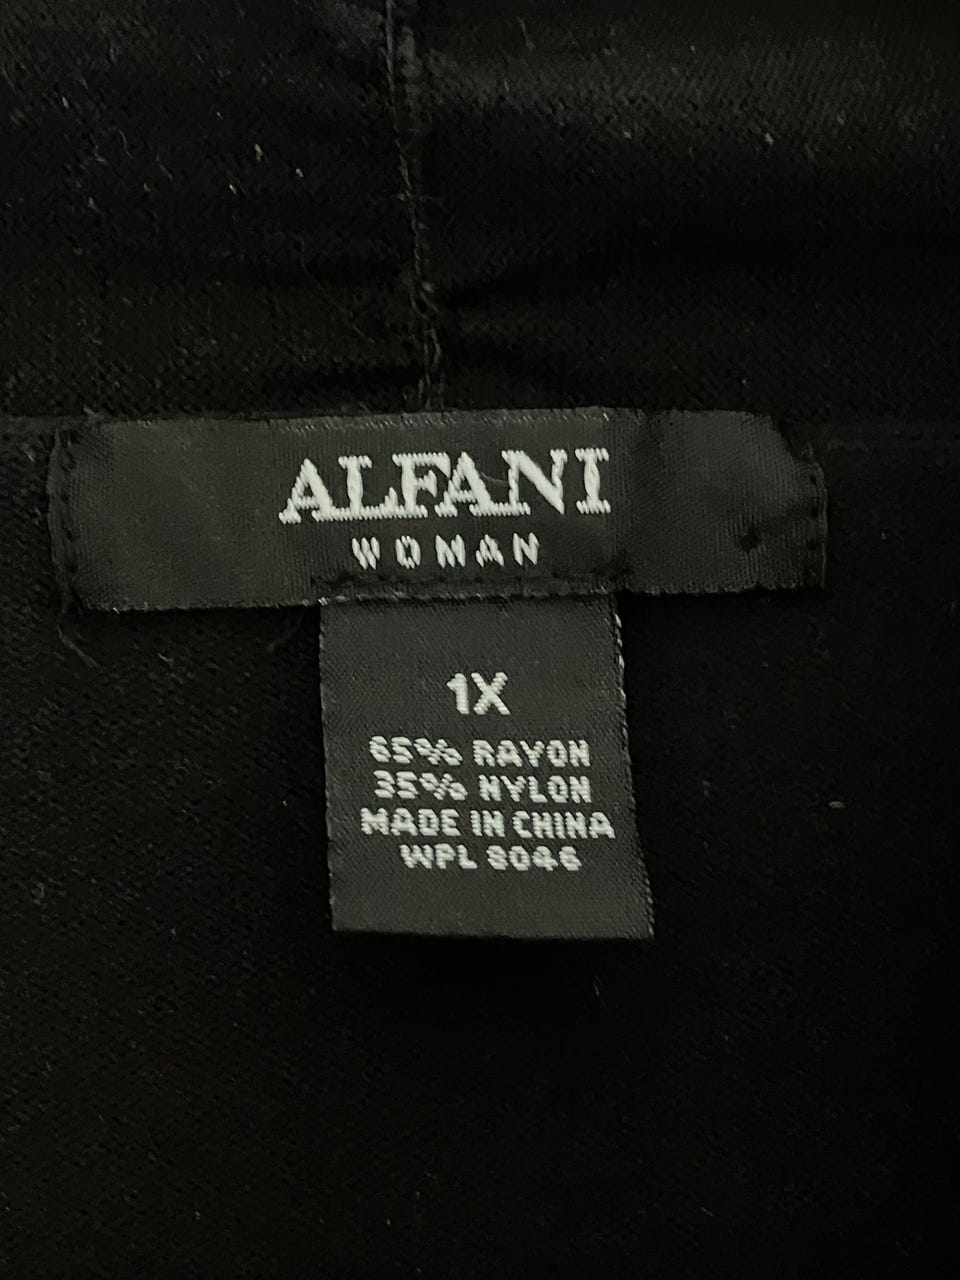 ALFANI
WOMAN
1X
65% RAYON
35% NYLON
MADE IN CHINA
WPL 8046